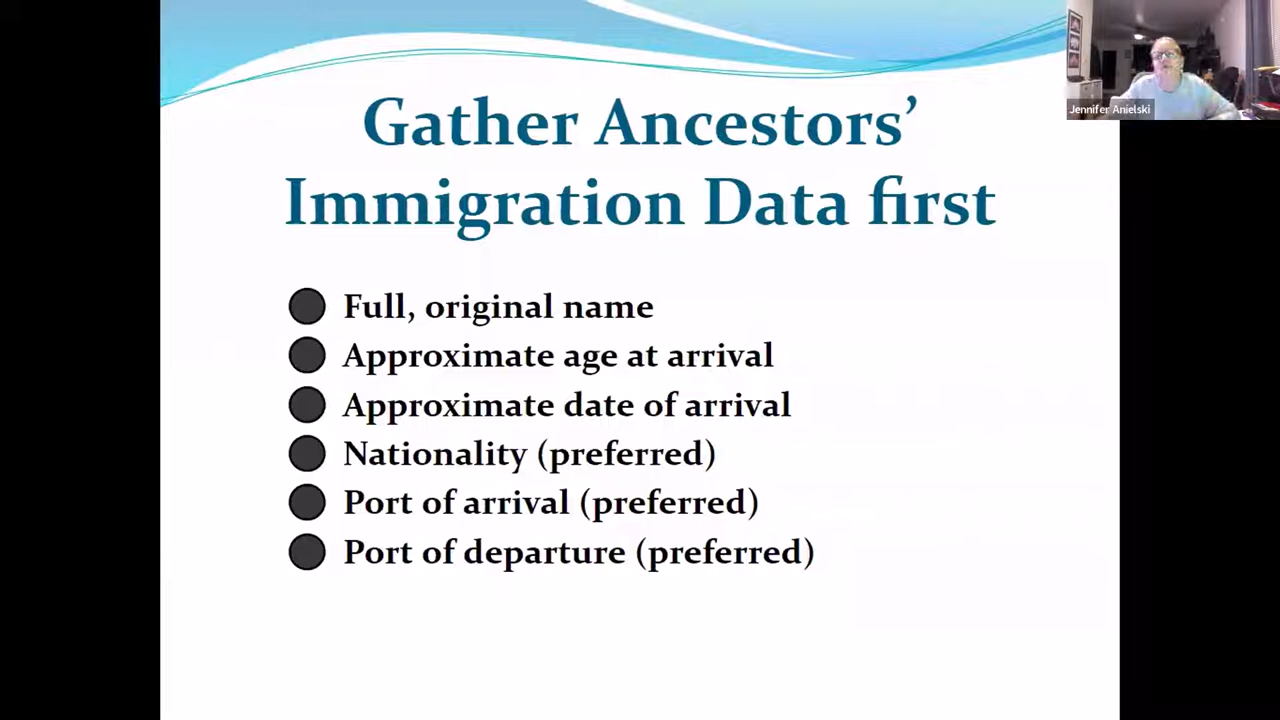 Gather Ancestors’
Immigration Data first
Full, original name
Approximate age at arrival
Approximate date of arrival
Nationality (preferred)
Port of arrival (preferred)
Port of departure (preferred)
Jennifer Anielski